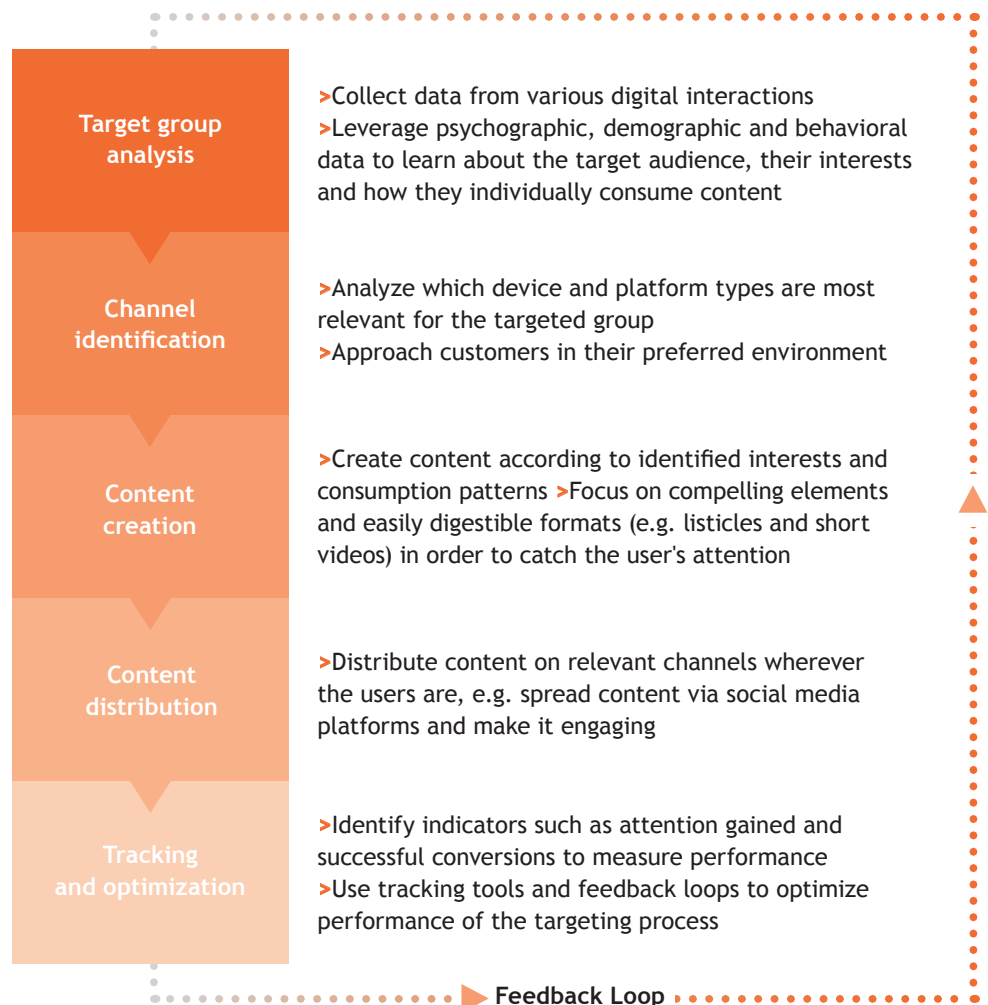 Target group
analysis
>Collect data from various digital interactions
>Leverage psychographic, demographic and behavioral
data to learn about the target audience, their interests
and how they individually consume content
Channel
identification
>Analyze which device and platform types are most
relevant for the targeted group
>Approach customers in their preferred environment
Content
creation
>Create content according to identified interests and
consumption patterns >Focus on compelling elements
and easily digestible formats (e.g. listicles and short
videos) in order to catch the user's attention
Content
distribution
>Distribute content on relevant channels wherever
the users are, e.g. spread content via social media
platforms and make it engaging
Tracking
and optimization
>Identify indicators such as attention gained and
successful conversions to measure performance
>Use tracking tools and feedback loops to optimize
performance of the targeting process
Feedback Loop